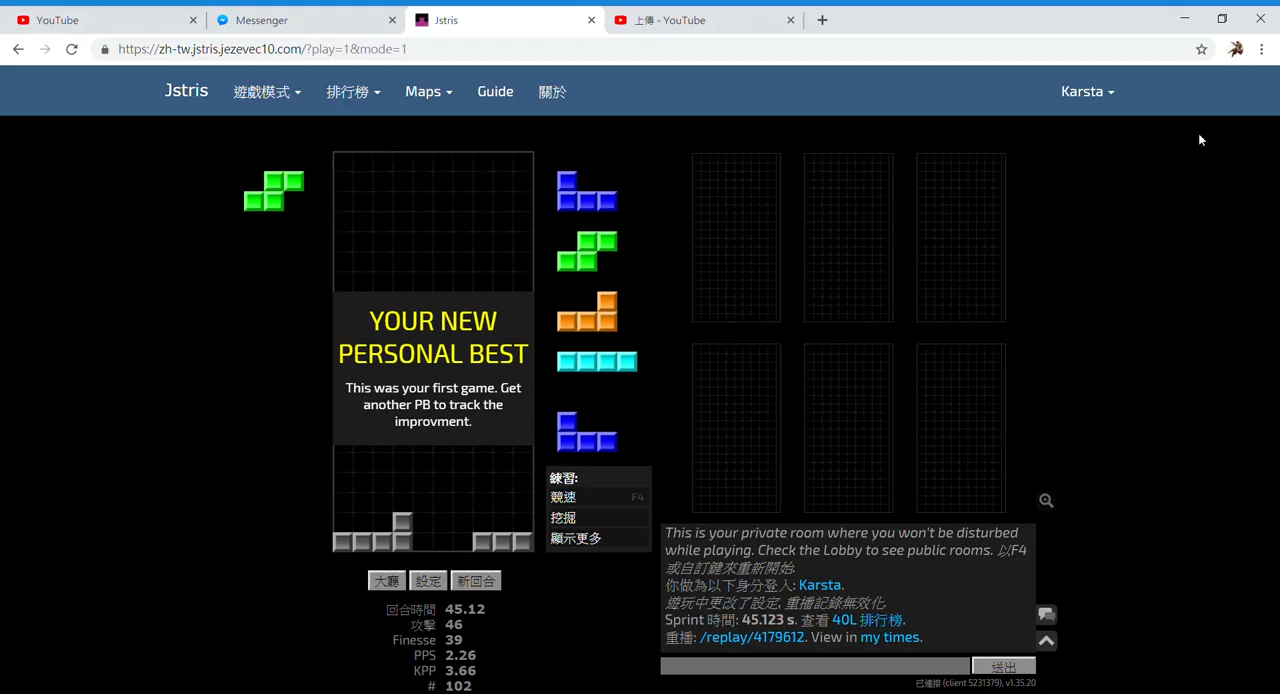 YouTube
Messenger
Jstris
上傳 - YouTube
https://zh-tw.jstris.jezevec10.com/?play=1&mode=1
Jstris
遊戲模式
排行榜
Maps
Guide
關於
Karsta
YOUR NEW
PERSONAL BEST
This was your first game. Get
another PB to track the
improvment.
練習:
競速 F4
挖掘
顯示更多
This is your private room where you won't be disturbed
while playing. Check the Lobby to see public rooms. 以F4
或自訂鍵來重新開始.
你做為以下身分登入: Karsta.
遊玩中更改了設定, 重播記錄無效化.
Sprint 時間: 45.123 s. 查看 40L 排行榜.
重播: /replay/4179612. View in my times.
送出
已連接 (client 5231379), v1.35.20
大廳
設定
新回合
回合時間 45.12
攻擊 46
Finesse 39
PPS 2.26
KPP 3.66
# 102